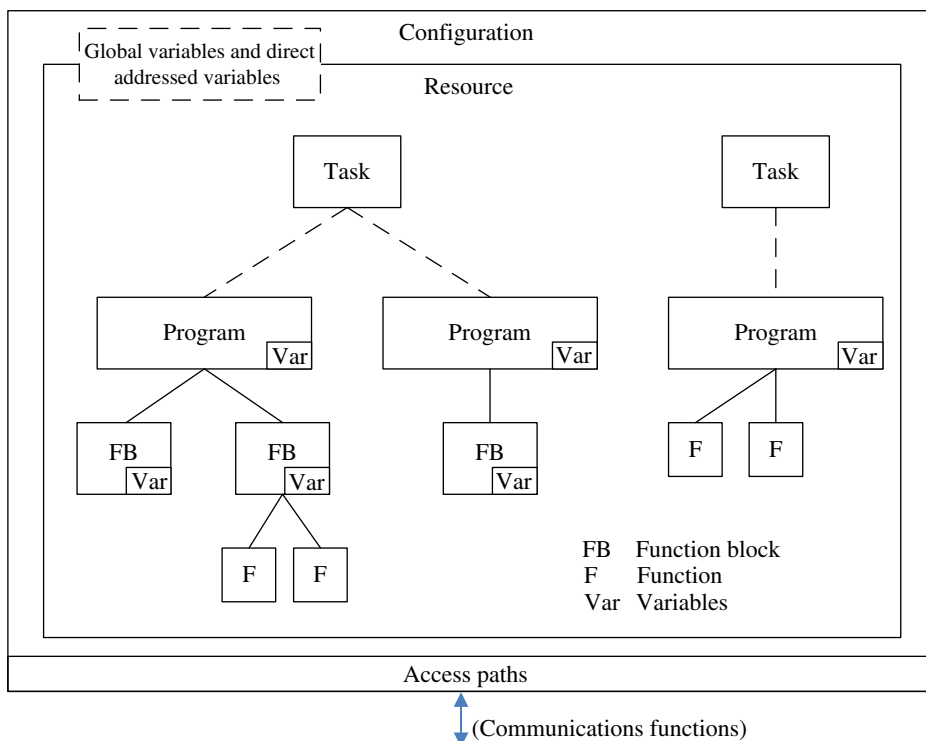 Configuration
Global variables and direct
addressed variables
Resource
Task
Task
Program
Var
Program
Var
Program
Var
FB
Var
FB
Var
FB
Var
F
F
F
F
FB Function block
F Function
Var Variables
Access paths
(Communications functions)